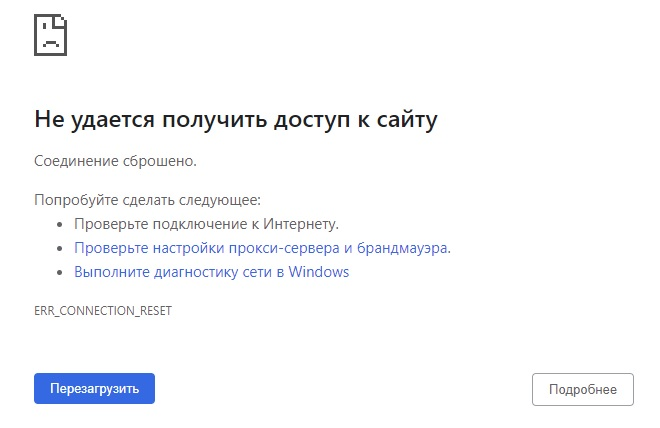 Не удается получить доступ к сайту
Соединение сброшено.
Попробуйте сделать следующее:
• Проверьте подключение к Интернету.
• Проверьте настройки прокси-сервера и брандмауэра.
• Выполните диагностику сети в Windows
ERR_CONNECTION_RESET
Перезагрузить
Подробнее